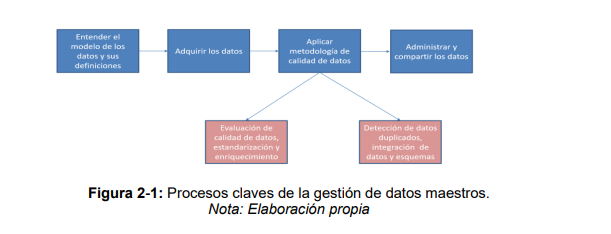 Entender el
modelo de los
datos y sus
definiciones
Adquirir los datos
Aplicar
metodología de
calidad de datos
Administrar y
compartir los datos
Evaluación de
calidad de datos,
estandarización y
enriquecimiento
Detección de datos
duplicados,
integración de
datos y esquemas
Figura 2-1: Procesos claves de la gestión de datos maestros.
Nota: Elaboración propia